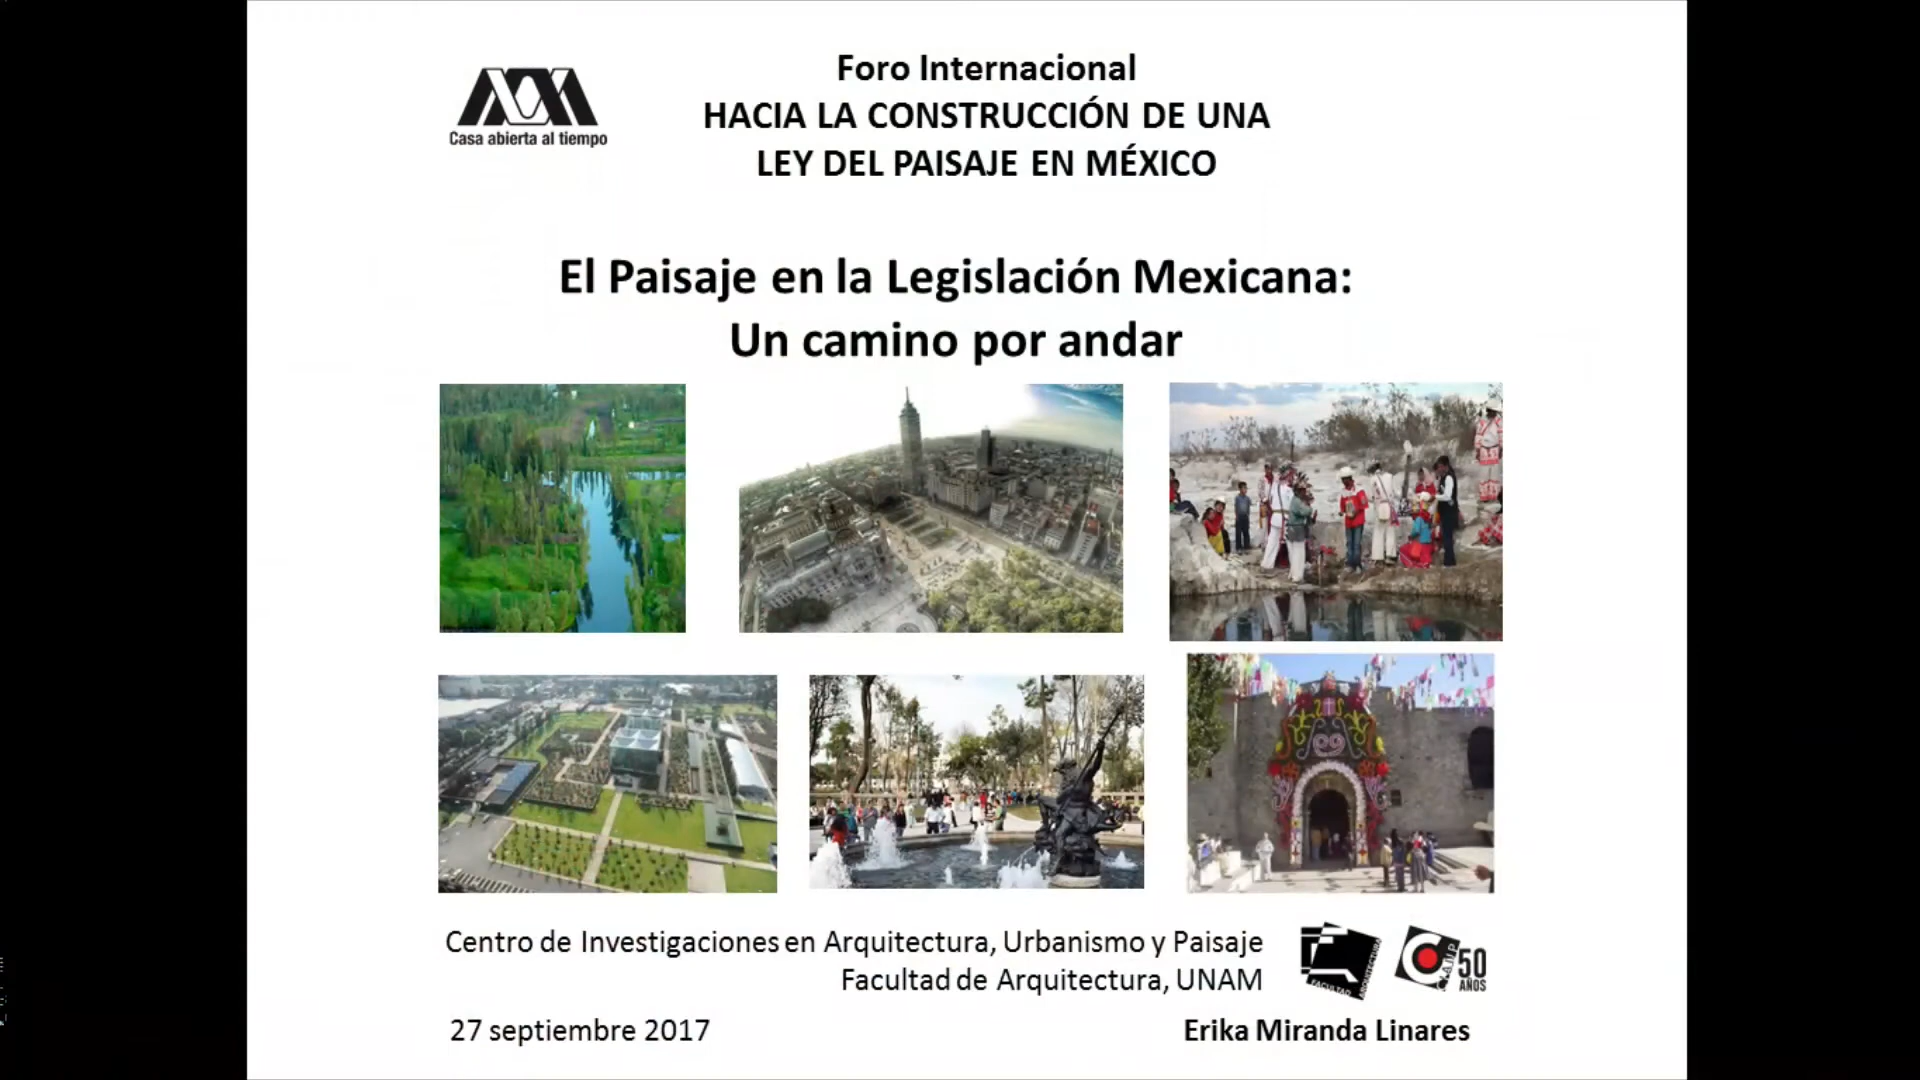 Foro Internacional
HACIA LA CONSTRUCCIÓN DE UNA
LEY DEL PAISAJE EN MÉXICO
Casa abierta al tiempo
El Paisaje en la Legislación Mexicana:
Un camino por andar
Centro de Investigaciones en Arquitectura, Urbanismo y Paisaje
Facultad de Arquitectura, UNAM
FACULTAD
ARQUITECTURA
50
AÑOS
27 septiembre 2017
Erika Miranda Linares